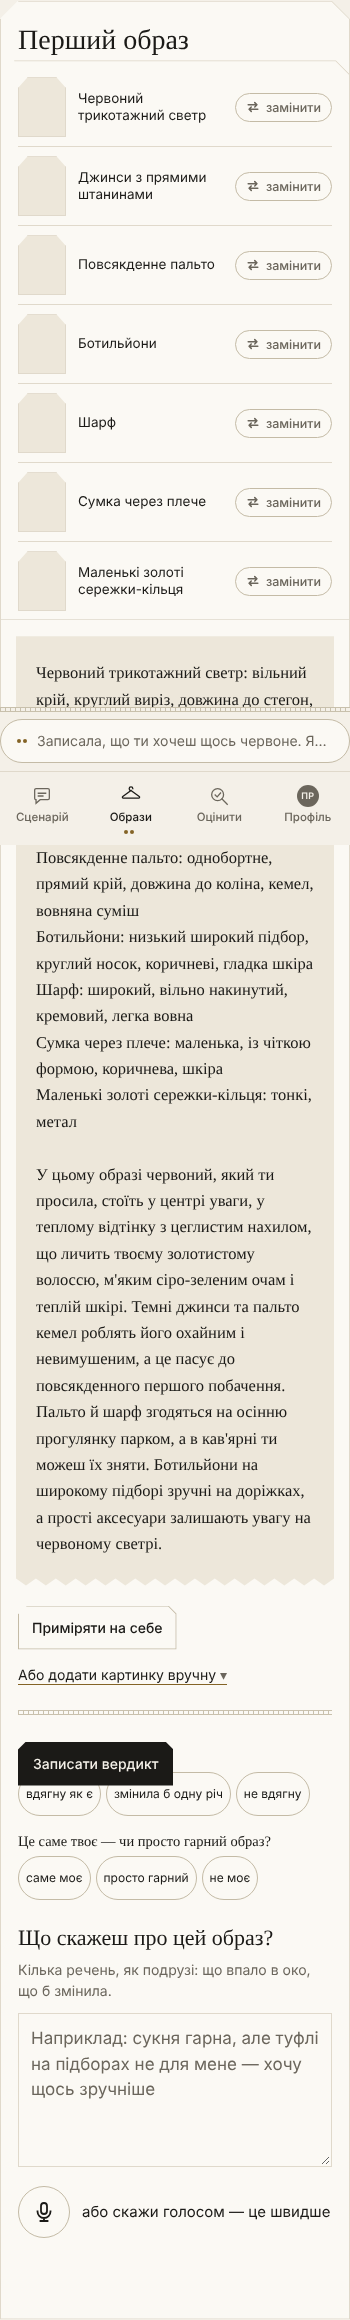 Перший образ
Червоний
трикотажний светр
замінити
Джинси з прямими
штанинами
замінити
Повсякденне пальто
замінити
Ботильйони
замінити
Шарф
замінити
Сумка через плече
замінити
Маленькі золоті
сережки-кільця
замінити
Червоний трикотажний светр: вільний
крій, круглий виріз, довжина до стегон,
Записала, що ти хочеш щось червоне. Я...
Сценарій
Образи
Оцінити
ПР
Профіль
Повсякденне пальто: однобортне,
прямий крій, довжина до коліна, кемел,
вовняна суміш
Ботильйони: низький широкий підбор,
круглий носок, коричневі, гладка шкіра
Шарф: широкий, вільно накинутий,
кремовий, легка вовна
Сумка через плече: маленька, із чіткою
формою, коричнева, шкіра
Маленькі золоті сережки-кільця: тонкі,
метал
У цьому образі червоний, який ти
просила, стоїть у центрі уваги, у
теплому відтінку з цеглистим нахилом,
що личить твоєму золотистому
волоссю, м'яким сіро-зеленим очам і
теплій шкірі. Темні джинси та пальто
кемел роблять його охайним і
невимушеним, а це пасує до
повсякденного першого побачення.
Пальто й шарф згодяться на осінню
прогулянку парком, а в кав'ярні ти
можеш їх зняти. Ботильйони на
широкому підборі зручні на доріжках,
а прості аксесуари залишають увагу на
червоному светрі.
Приміряти на себе
Або додати картинку вручну ▾
Записати вердикт
вдягну як є
змінила б одну річ
не вдягну
Це саме твоє — чи просто гарний образ?
саме моє
просто гарний
не моє
Що скажеш про цей образ?
Кілька речень, як подрузі: що впало в око,
що б змінила.
Наприклад: сукня гарна, але туфлі
на підборах не для мене — хочу
щось зручніше
або скажи голосом — це швидше